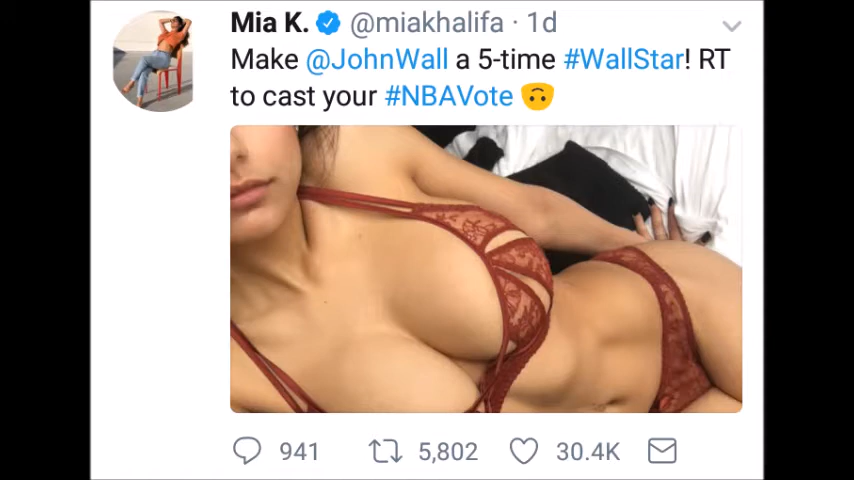 Mia K. @miakhalifa · 1d
Make @JohnWall a 5-time #WallStar! RT
to cast your #NBAVote 🙃
941 5,802 30.4K